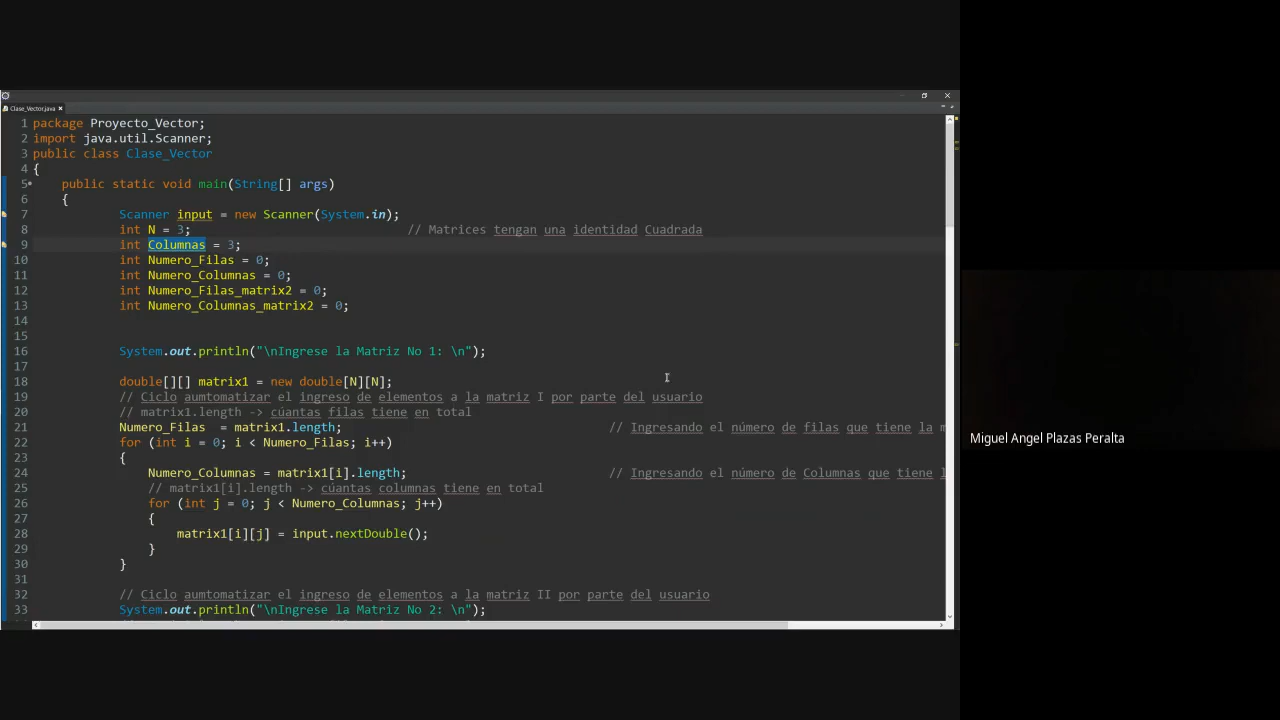 Clase_Vector.java
1 package Proyecto_Vector;
2 import java.util.Scanner;
3 public class Clase_Vector
4 {
5 public static void main(String[] args)
6 {
7 Scanner input = new Scanner(System.in);
8 int N = 3; // Matrices tengan una identidad Cuadrada
9 int Columnas = 3;
10 int Numero_Filas = 0;
11 int Numero_Columnas = 0;
12 int Numero_Filas_matrix2 = 0;
13 int Numero_Columnas_matrix2 = 0;
14
15
16 System.out.println("\nIngrese la Matriz No 1: \n");
17
18 double[][] matrix1 = new double[N][N];
19 // Ciclo aumtomatizar el ingreso de elementos a la matriz I por parte del usuario
20 // matrix1.length -> cúantas filas tiene en total
21 Numero_Filas = matrix1.length; // Ingresando el número de filas que tiene la m
22 for (int i = 0; i < Numero_Filas; i++)
23 {
24 Numero_Columnas = matrix1[i].length; // Ingresando el número de Columnas que tiene l
25 // matrix1[i].length -> cúantas columnas tiene en total
26 for (int j = 0; j < Numero_Columnas; j++)
27 {
28 matrix1[i][j] = input.nextDouble();
29 }
30 }
31
32 // Ciclo aumtomatizar el ingreso de elementos a la matriz II por parte del usuario
33 System.out.println("\nIngrese la Matriz No 2: \n");
Miguel Angel Plazas Peralta